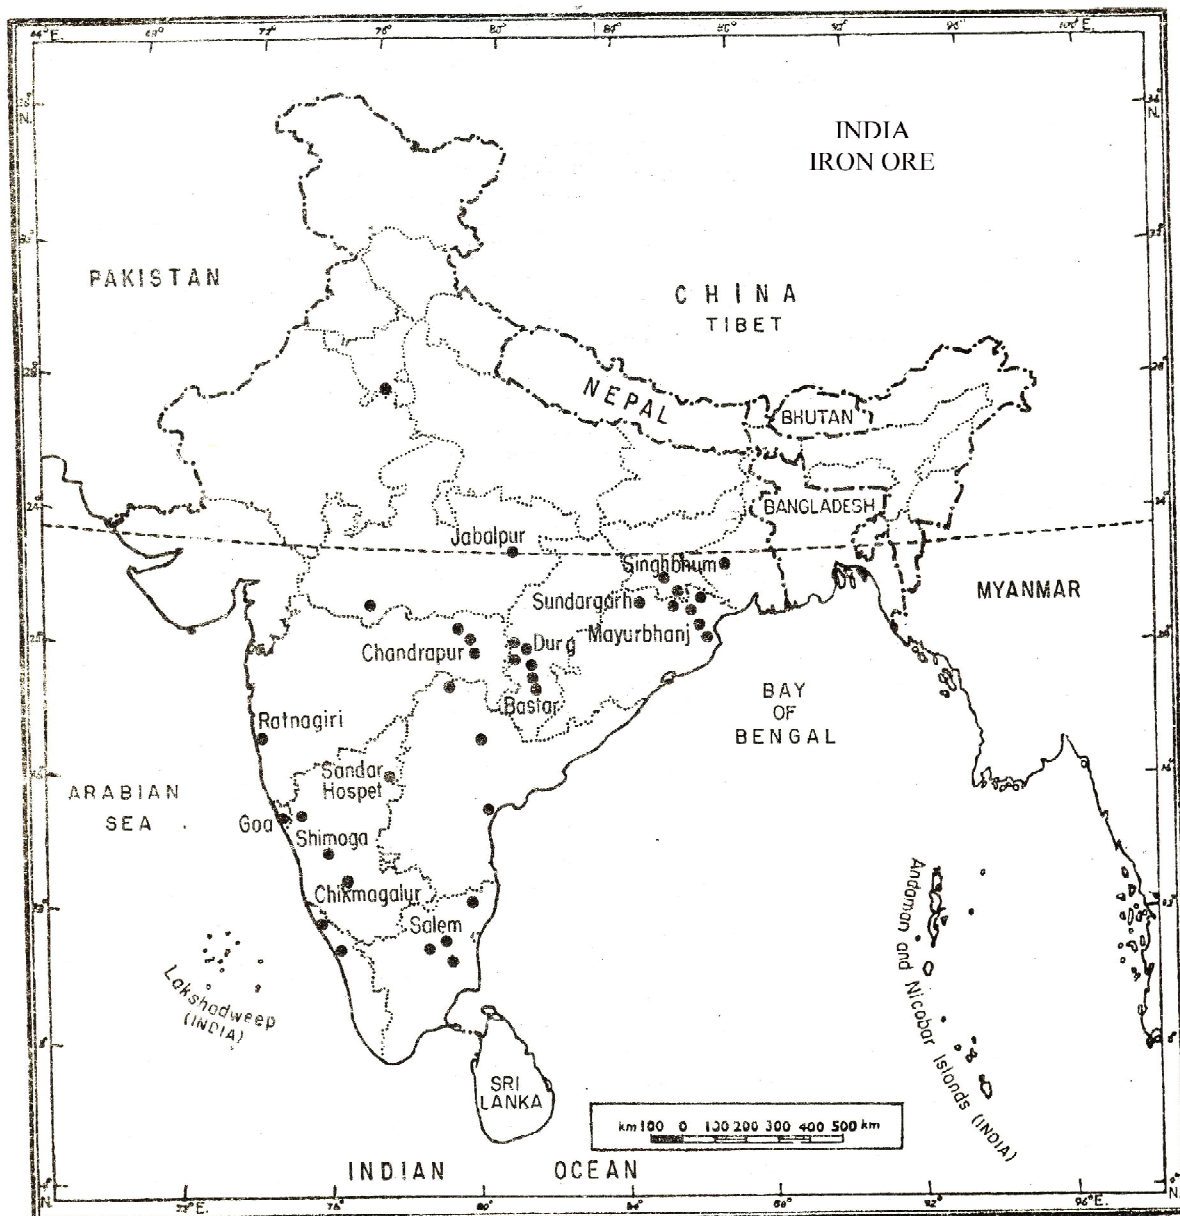 INDIA
IRON ORE
PAKISTAN
CHINA
TIBET
NEPAL
BHUTAN
BANGLADESH
Jabalpur
Singhbhum
MYANMAR
Sundargarh
Mayurbhanj
Durg
Chandrapur
Bastar
BAY
OF
BENGAL
Ratnagiri
Sandar
Hospet
ARABIAN
SEA
Goa
Shimoga
Chikmagalur
Salem
Andaman and Nicobar Islands (INDIA)
Lakshadweep
(INDIA)
SRI
LANKA
km 100 0 100 200 300 400 500 km
INDIAN OCEAN